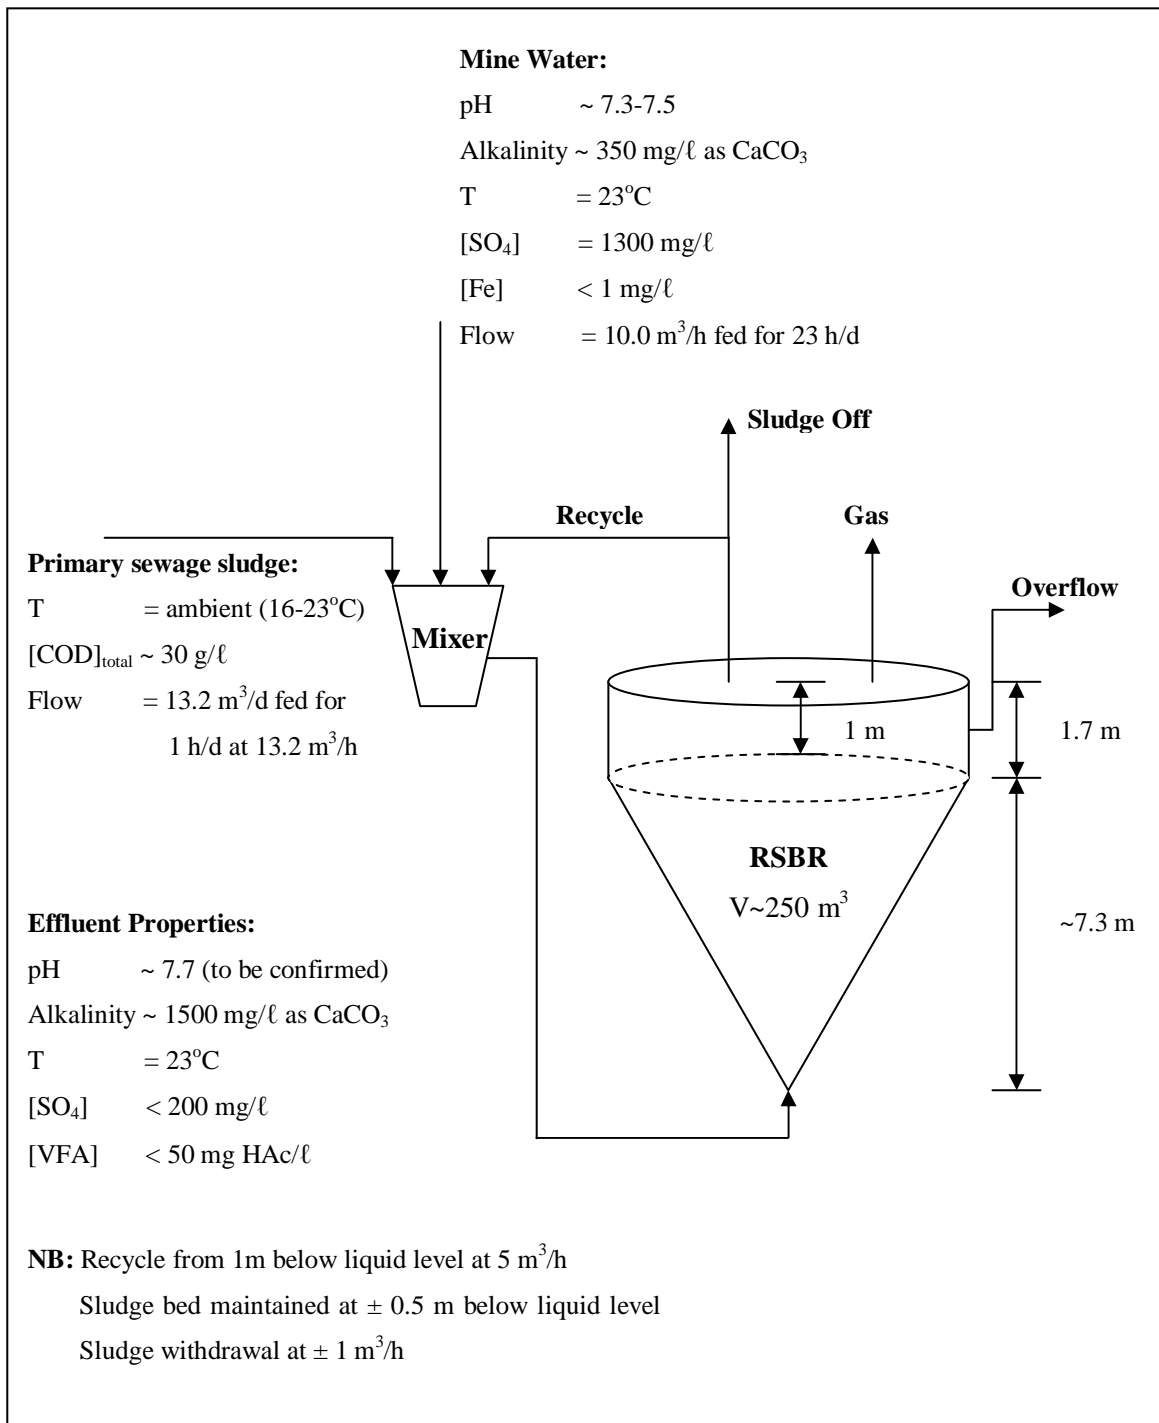 Mine Water:
pH ~ 7.3-7.5
Alkalinity ~ 350 mg/ℓ as CaCO₃
T = 23°C
[SO₄] = 1300 mg/ℓ
[Fe] < 1 mg/ℓ
Flow = 10.0 m³/h fed for 23 h/d
Sludge Off
Recycle
Gas
Overflow
Primary sewage sludge:
T = ambient (16-23°C)
[COD]total ~ 30 g/ℓ
Flow = 13.2 m³/d fed for
1 h/d at 13.2 m³/h
Mixer
1 m
1.7 m
RSBR
V~250 m³
~7.3 m
Effluent Properties:
pH ~ 7.7 (to be confirmed)
Alkalinity ~ 1500 mg/ℓ as CaCO₃
T = 23°C
[SO₄] < 200 mg/ℓ
[VFA] < 50 mg HAc/ℓ
NB: Recycle from 1m below liquid level at 5 m³/h
Sludge bed maintained at ± 0.5 m below liquid level
Sludge withdrawal at ± 1 m³/h